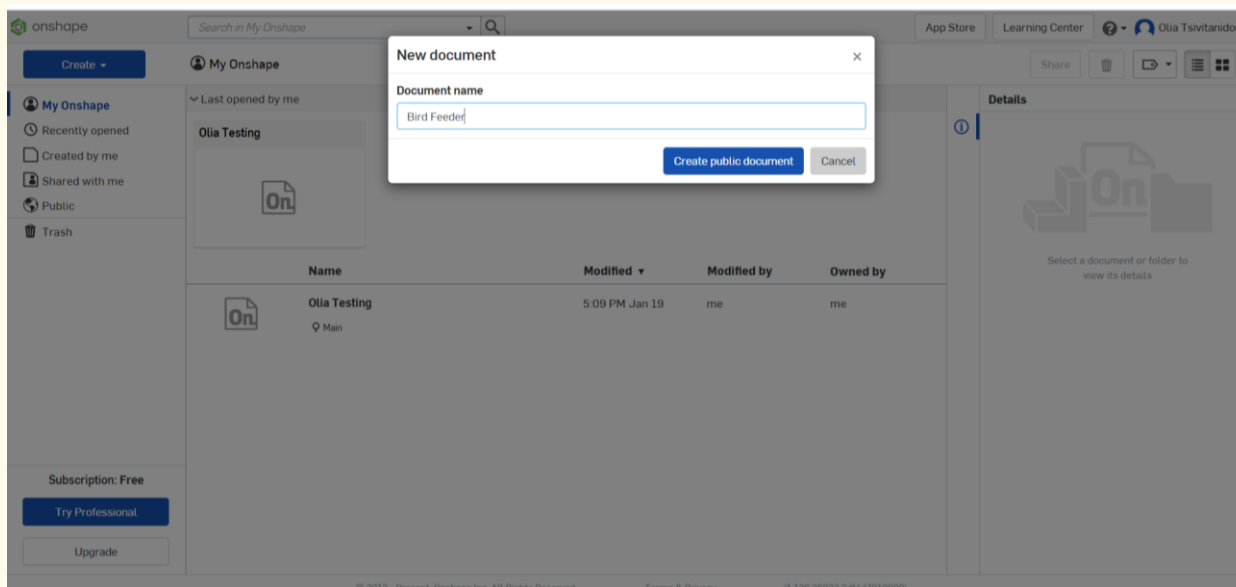 onshape
Search in My Onshape
App Store
Learning Center
Olia Tsivitanido
Create
My Onshape
Share
New document
Document name
Bird Feeder
Create public document
Cancel
My Onshape
Recently opened
Created by me
Shared with me
Public
Trash
Last opened by me
Olia Testing
On
Name
Modified
Modified by
Owned by
On
Olia Testing
5:09 PM Jan 19
me
me
Main
Details
On
Select a document or folder to
view its details
Subscription: Free
Try Professional
Upgrade